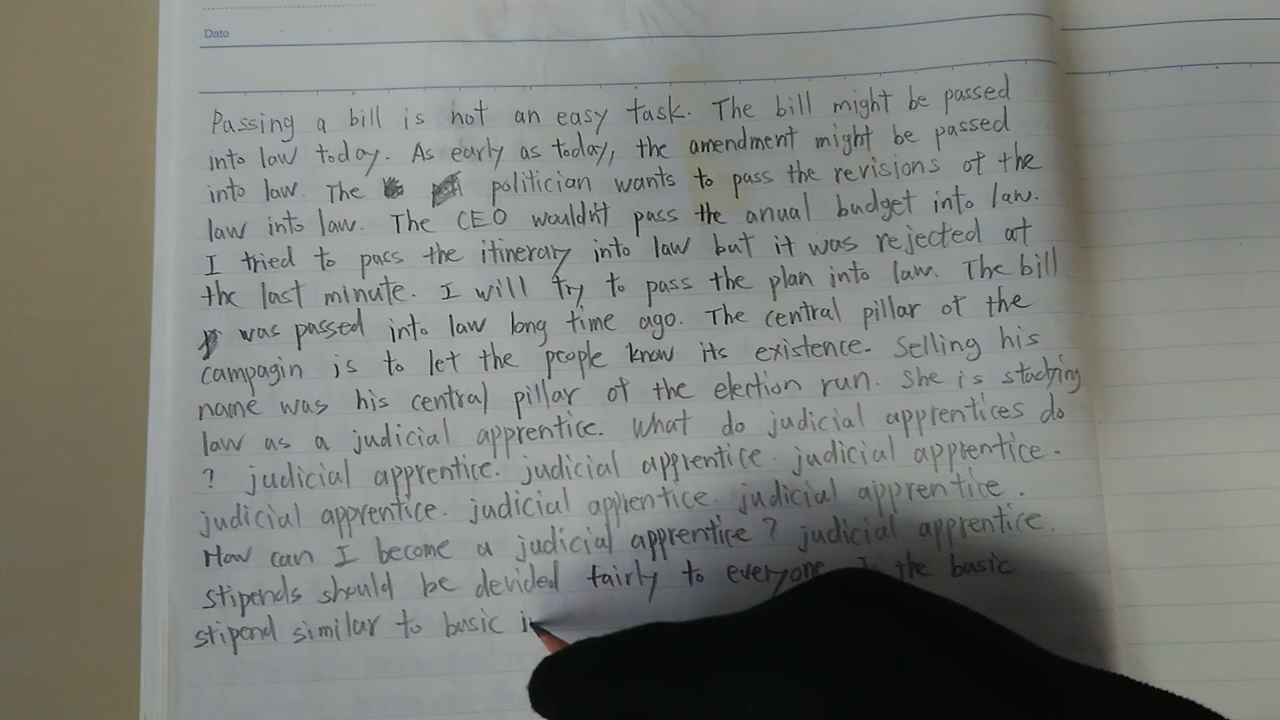 Date
Passing a bill is not an easy task. The bill might be passed
into law today. As early as today, the amendment might be passed
into law. The politician wants to pass the revisions of the
law into law. The CEO wouldn't pass the anual budget into law.
I tried to pass the itinerary into law but it was rejected at
the last minute. I will try to pass the plan into law. The bill
was passed into law long time ago. The central pillar of the
campagin is to let the people know its existence. Selling his
name was his central pillar of the election run. She is studying
law as a judicial apprentice. What do judicial apprentices do
? judicial apprentice. judicial apprentice. judicial apprentice.
judicial apprentice. judicial apprentice. judicial apprentice.
How can I become a judicial apprentice? judicial apprentice.
stipends should be devided fairly to everyone. Is the basic
stipend similar to basic